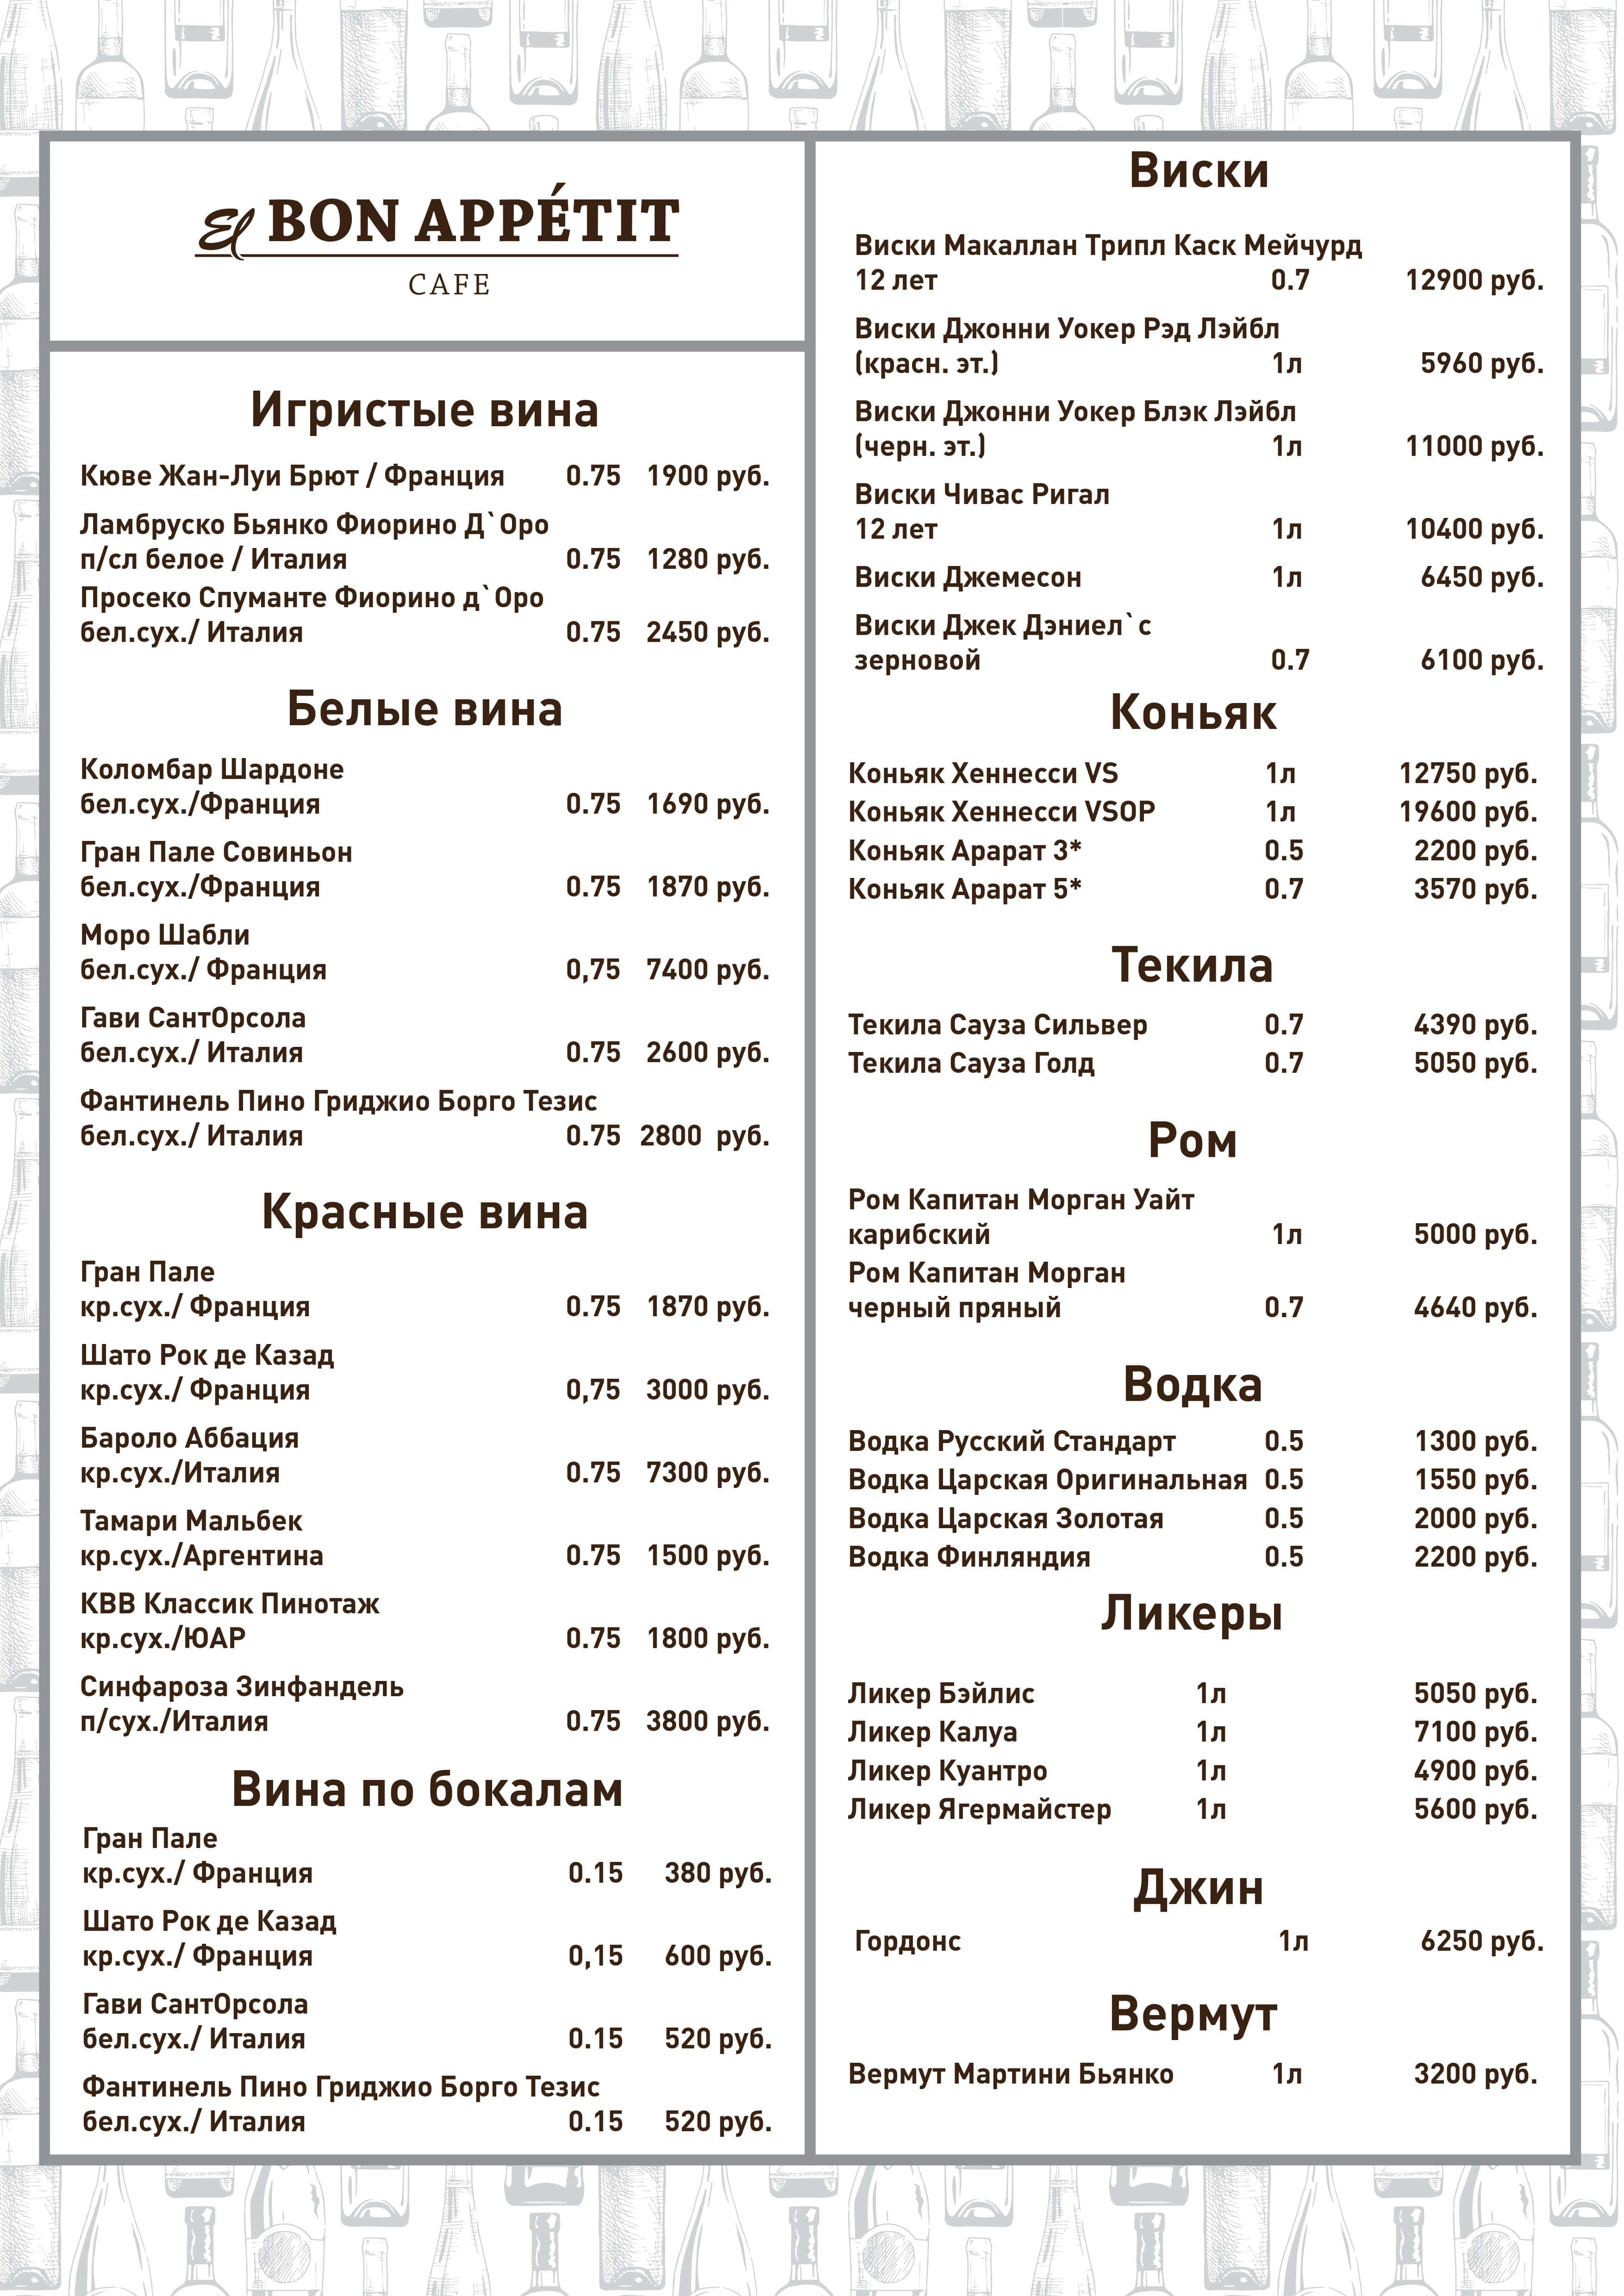 El BON APPÉTIT
CAFE
Игристые вина
Кюве Жан-Луи Брют / Франция 0.75 1900 руб.
Ламбруско Бьянко Фиорино Д`Оро
п/сл белое / Италия 0.75 1280 руб.
Просеко Спуманте Фиорино д`Оро
бел.сух./ Италия 0.75 2450 руб.
Белые вина
Коломбар Шардоне
бел.сух./Франция 0.75 1690 руб.
Гран Пале Совиньон
бел.сух./Франция 0.75 1870 руб.
Моро Шабли
бел.сух./ Франция 0,75 7400 руб.
Гави СантОрсола
бел.сух./ Италия 0.75 2600 руб.
Фантинель Пино Гриджио Борго Тезис
бел.сух./ Италия 0.75 2800 руб.
Красные вина
Гран Пале
кр.сух./ Франция 0.75 1870 руб.
Шато Рок де Казад
кр.сух./ Франция 0,75 3000 руб.
Бароло Аббация
кр.сух./Италия 0.75 7300 руб.
Тамари Мальбек
кр.сух./Аргентина 0.75 1500 руб.
КВВ Классик Пинотаж
кр.сух./ЮАР 0.75 1800 руб.
Синфароза Зинфандель
п/сух./Италия 0.75 3800 руб.
Вина по бокалам
Гран Пале
кр.сух./ Франция 0.15 380 руб.
Шато Рок де Казад
кр.сух./ Франция 0,15 600 руб.
Гави СантОрсола
бел.сух./ Италия 0.15 520 руб.
Фантинель Пино Гриджио Борго Тезис
бел.сух./ Италия 0.15 520 руб.
Виски
Виски Макаллан Трипл Каск Мейчурд
12 лет 0.7 12900 руб.
Виски Джонни Уокер Рэд Лэйбл
(красн. эт.) 1л 5960 руб.
Виски Джонни Уокер Блэк Лэйбл
(черн. эт.) 1л 11000 руб.
Виски Чивас Ригал
12 лет 1л 10400 руб.
Виски Джемесон 1л 6450 руб.
Виски Джек Дэниел`с
зерновой 0.7 6100 руб.
Коньяк
Коньяк Хеннесси VS 1л 12750 руб.
Коньяк Хеннесси VSOP 1л 19600 руб.
Коньяк Арарат 3* 0.5 2200 руб.
Коньяк Арарат 5* 0.7 3570 руб.
Текила
Текила Сауза Сильвер 0.7 4390 руб.
Текила Сауза Голд 0.7 5050 руб.
Ром
Ром Капитан Морган Уайт
карибский 1л 5000 руб.
Ром Капитан Морган
черный пряный 0.7 4640 руб.
Водка
Водка Русский Стандарт 0.5 1300 руб.
Водка Царская Оригинальная 0.5 1550 руб.
Водка Царская Золотая 0.5 2000 руб.
Водка Финляндия 0.5 2200 руб.
Ликеры
Ликер Бэйлис 1л 5050 руб.
Ликер Калуа 1л 7100 руб.
Ликер Куантро 1л 4900 руб.
Ликер Ягермайстер 1л 5600 руб.
Джин
Гордонс 1л 6250 руб.
Вермут
Вермут Мартини Бьянко 1л 3200 руб.